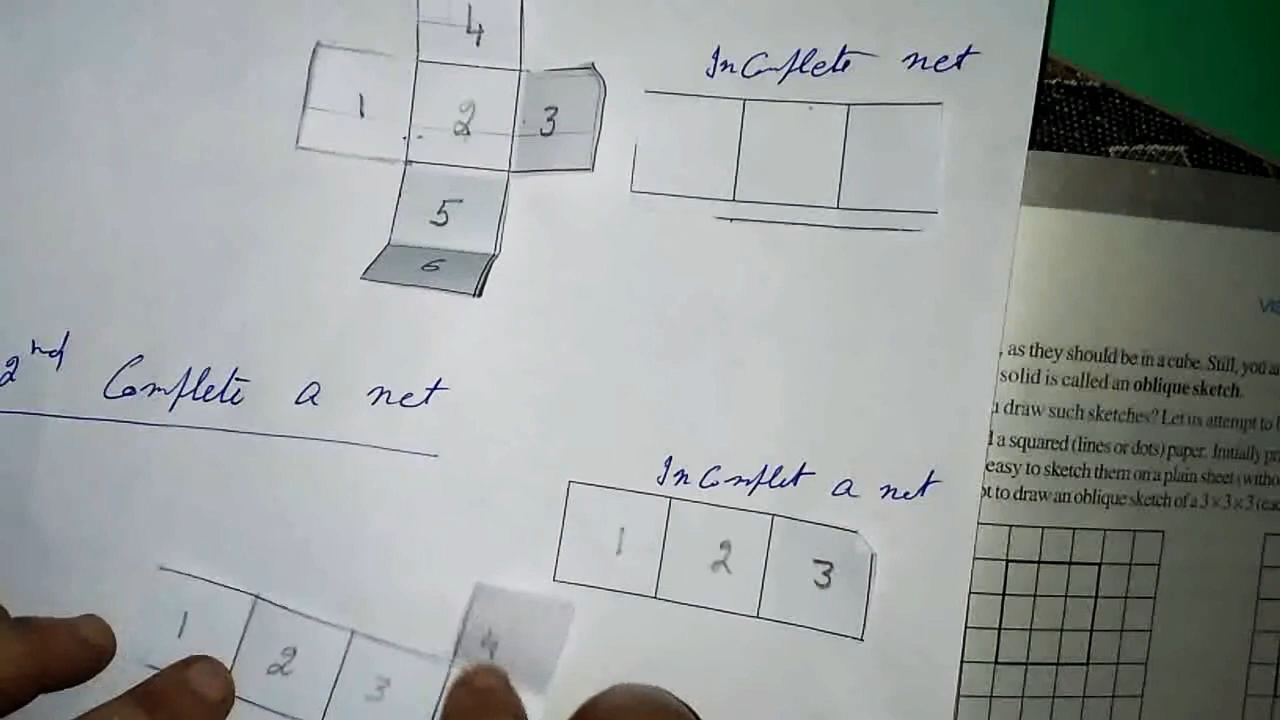 4
1 2 3
5
6
InComplete net
2nd Complete a net
InComplet a net
1 2 3
1 2 3 4
as they should be in a cube. Still, you
solid is called an oblique sketch.
draw such sketches? Let us attempt to
a squared (lines or dots) paper. Initially
easy to sketch them on a plain sheet
to draw an oblique sketch of a 3 × 3 × 3